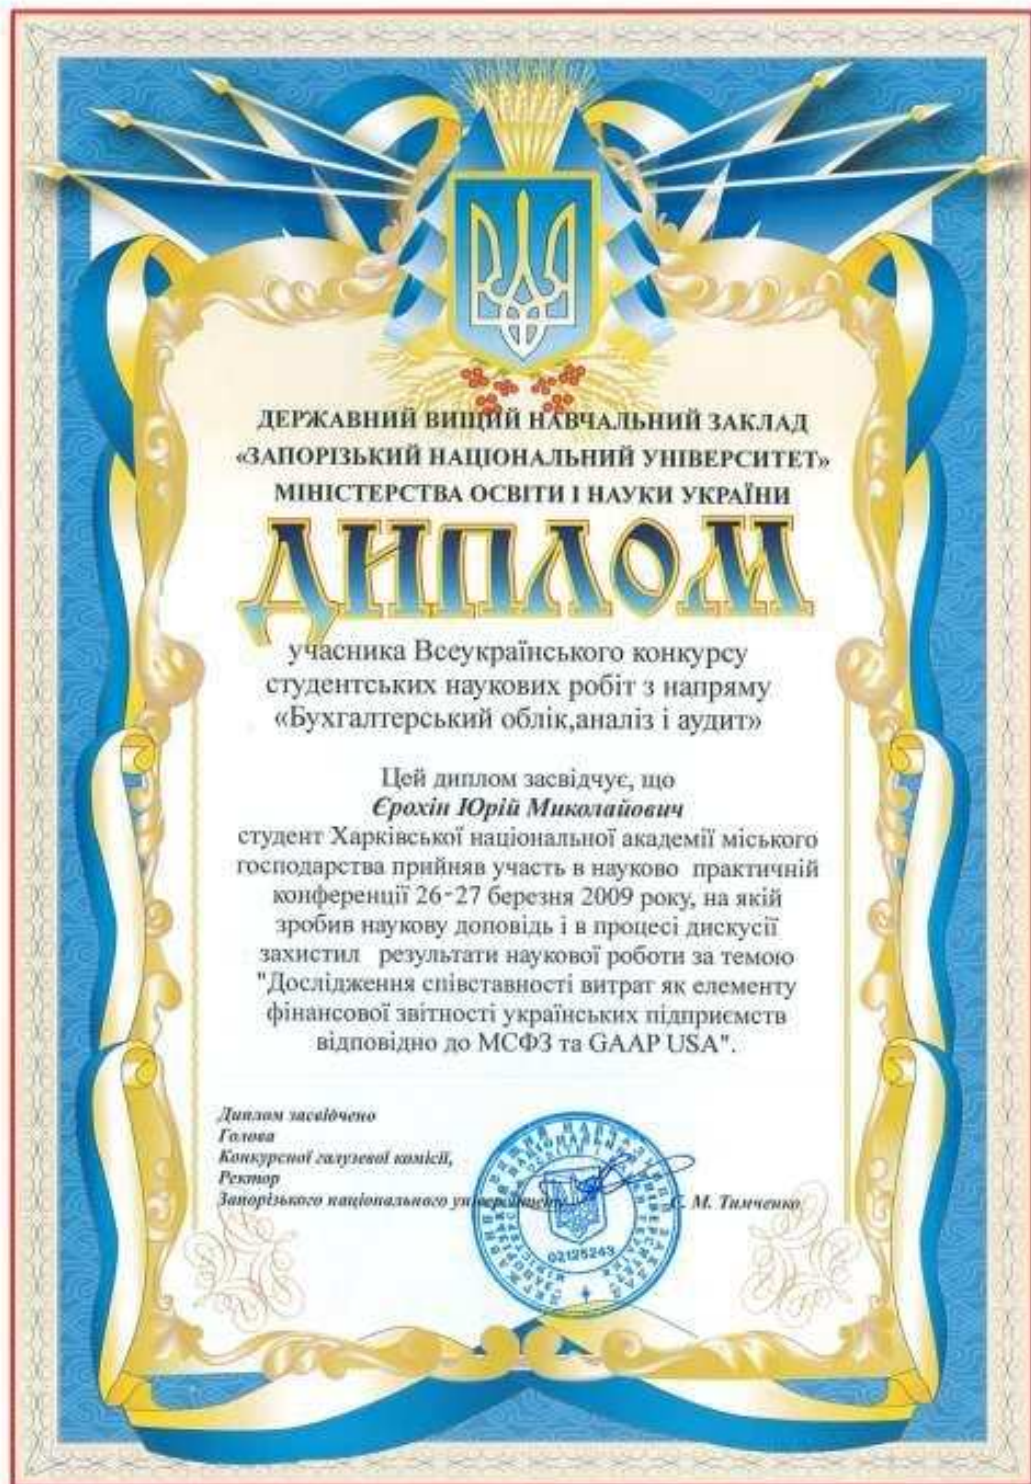 ДЕРЖАВНИЙ ВИЩИЙ НАВЧАЛЬНИЙ ЗАКЛАД
«ЗАПОРІЗЬКИЙ НАЦІОНАЛЬНИЙ УНІВЕРСИТЕТ»
МІНІСТЕРСТВА ОСВІТИ І НАУКИ УКРАЇНИ
ДИПЛОМ
учасника Всеукраїнського конкурсу
студентських наукових робіт з напряму
«Бухгалтерський облік,аналіз і аудит»
Цей диплом засвідчує, що
Єрохін Юрій Миколайович
студент Харківської національної академії міського
господарства прийняв участь в науково практичній
конференції 26-27 березня 2009 року, на якій
зробив наукову доповідь і в процесі дискусії
захистил результати наукової роботи за темою
"Дослідження співставності витрат як елементу
фінансової звітності українських підприємств
відповідно до МСФЗ та GAAP USA".
Диплом засвідчено
Голова
Конкурсної галузевої комісії,
Ректор
Запорізького національного університету С. М. Тимченко
02125243